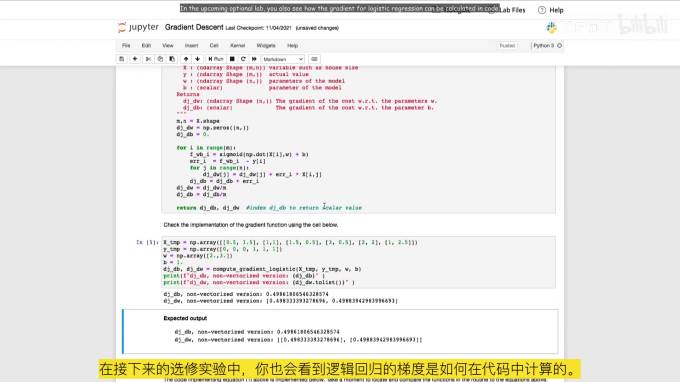 In the upcoming optional lab, you also see how the gradient for logistic regression can be calculated in code.
Lab Files
Help
bilibili
jupyter Gradient Descent Last Checkpoint: 11/04/2021 (unsaved changes)
File Edit View Insert Cell Kernel Widgets Help
Trusted
Python 3
Run
Markdown
X : (ndarray Shape (m,n)) variable such as house size
y : (ndarray Shape (m,)) actual value
w : (ndarray Shape (n,)) parameters of the model
b : (scalar) parameter of the model
Returns
dj_dw: (ndarray Shape (n,)) The gradient of the cost w.r.t. the parameters w.
dj_db: (scalar) The gradient of the cost w.r.t. the parameter b.
"""
m,n = X.shape
dj_dw = np.zeros((n,))
dj_db = 0.
for i in range(m):
f_wb_i = sigmoid(np.dot(X[i],w) + b)
err_i = f_wb_i - y[i]
for j in range(n):
dj_dw[j] = dj_dw[j] + err_i * X[i,j]
dj_db = dj_db + err_i
dj_dw = dj_dw/m
dj_db = dj_db/m
return dj_db, dj_dw #index dj_db to return scalar value
Check the implementation of the gradient function using the cell below.
In [5]:
X_tmp = np.array([[0.5, 1.5], [1,1], [1.5, 0.5], [3, 0.5], [2, 2], [1, 2.5]])
y_tmp = np.array([0, 0, 0, 1, 1, 1])
w = np.array([2.,3.])
b = 1.
dj_db, dj_dw = compute_gradient_logistic(X_tmp, y_tmp, w, b)
print(f"dj_db, non-vectorized version: {dj_db}" )
print(f"dj_dw, non-vectorized version: {dj_dw.tolist()}" )
dj_db, non-vectorized version: 0.49861806546328574
dj_dw, non-vectorized version: [0.498333393278696, 0.49883942983996693]
Expected output
dj_db, non-vectorized version: 0.49861806546328574
dj_dw, non-vectorized version: [[0.498333393278696], [0.49883942983996693]]
在接下来的选修实验中，你也会看到逻辑回归的梯度是如何在代码中计算的。